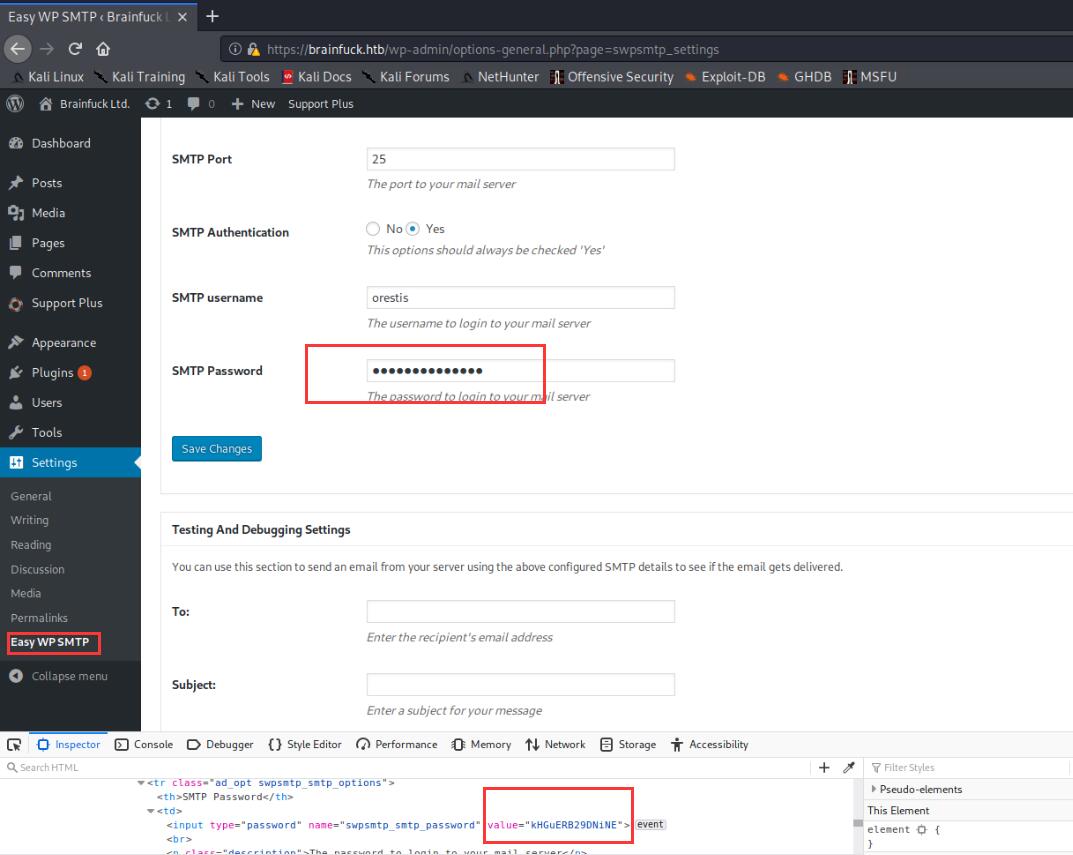 Easy WP SMTP ‹ Brainfuck L
https://brainfuck.htb/wp-admin/options-general.php?page=swpsmtp_settings
Kali Linux Kali Training Kali Tools Kali Docs Kali Forums NetHunter Offensive Security Exploit-DB GHDB MSFU
Brainfuck Ltd. 1 0 New Support Plus
Dashboard
Posts
Media
Pages
Comments
Support Plus
Appearance
Plugins 1
Users
Tools
Settings
General
Writing
Reading
Discussion
Media
Permalinks
Easy WP SMTP
Collapse menu
SMTP Port 25
The port to your mail server
SMTP Authentication No Yes
This options should always be checked 'Yes'
SMTP username orestis
The username to login to your mail server
SMTP Password ●●●●●●●●●●●●●●
The password to login to your mail server
Save Changes
Testing And Debugging Settings
You can use this section to send an email from your server using the above configured SMTP details to see if the email gets delivered.
To:
Enter the recipient's email address
Subject:
Enter a subject for your message
Inspector Console Debugger Style Editor Performance Memory Network Storage Accessibility
Search HTML
Filter Styles
<tr class="ad_opt swpsmtp_smtp_options">
<th>SMTP Password</th>
<td>
<input type="password" name="swpsmtp_smtp_password" value="kHGuERB29DNiNE"> event
<br>
<p class="description">The password to login to your mail server</p>
Pseudo-elements
This Element
element {
}